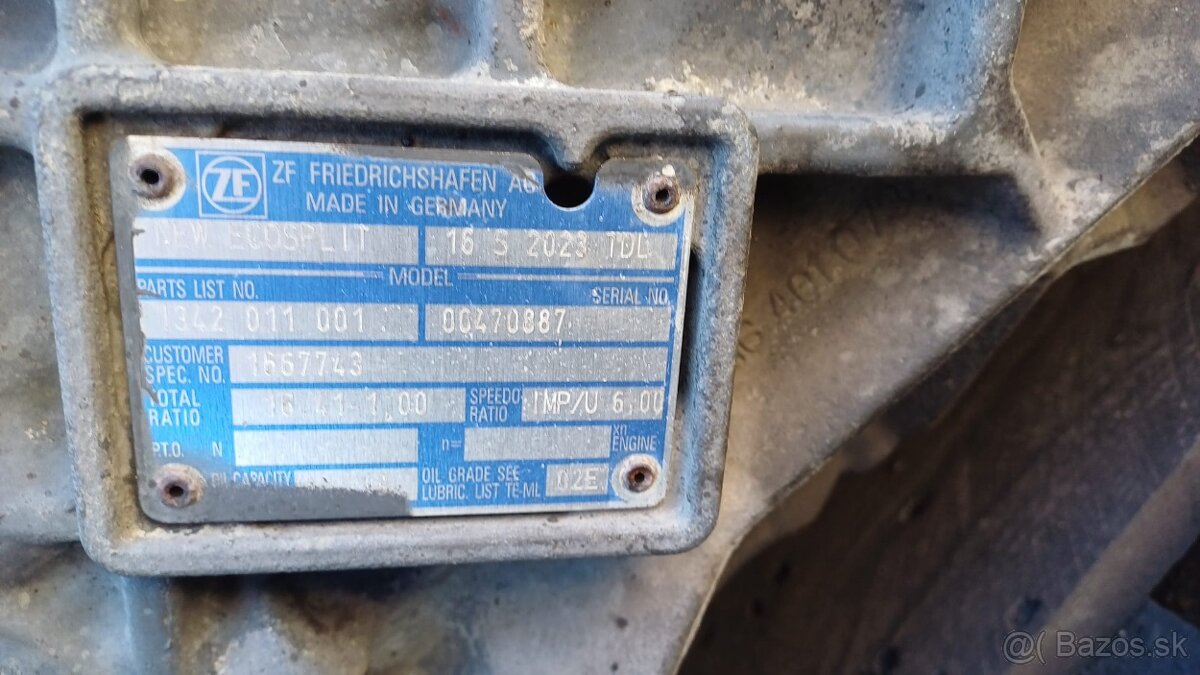 ZF
ZF FRIEDRICHSHAFEN AG
MADE IN GERMANY
NEW ECOSPLIT 16 S 2023 TDL
MODEL
PARTS LIST NO. SERIAL NO.
1342 011 001 00470887
CUSTOMER
SPEC. NO. 1667743
TOTAL
RATIO 16,41-1,00 SPEEDO
RATIO IMP/U 6,00
P.T.O. N n= xn
ENGINE
OIL CAPACITY OIL GRADE SEE
LUBRIC. LIST TE-ML 02E
@( Bazos.sk